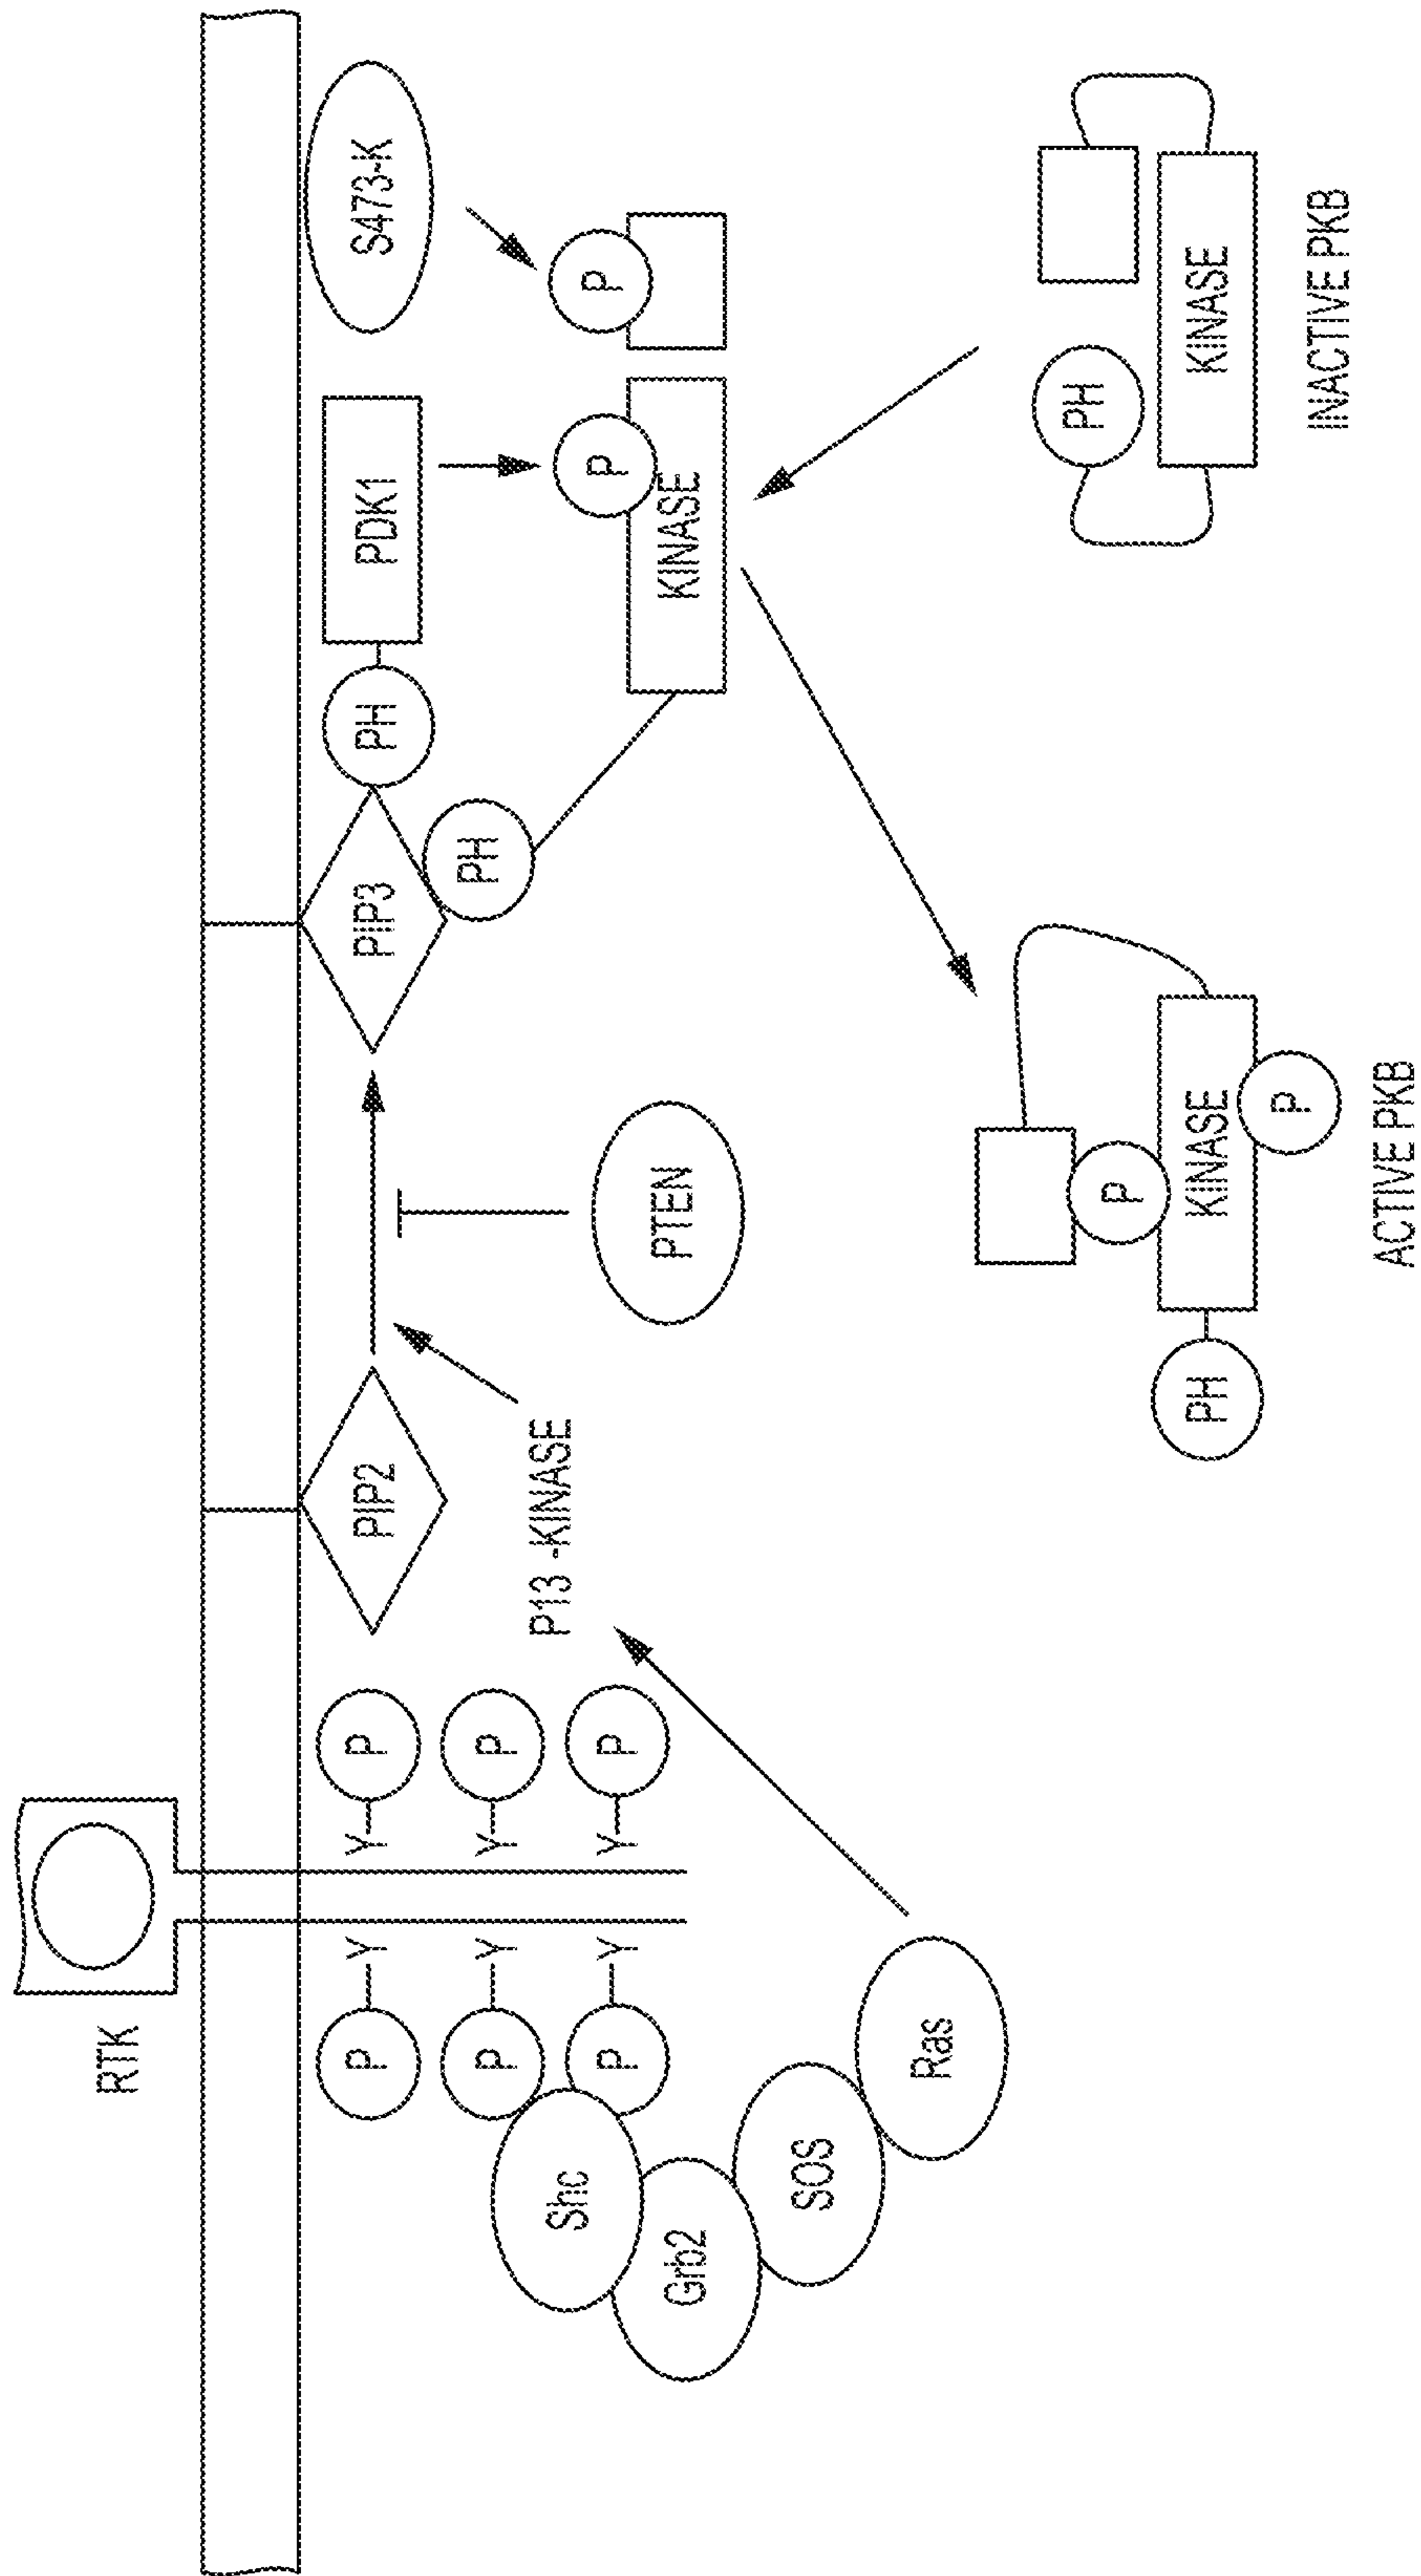 RTK
P Y Y P PIP2 PIP3 PH PDK1 S473-K
P Y Y P PH
P13 -KINASE
Shc P Y Y P P P
Grb2 PTEN KINASE
SOS
Ras
P PH
PH KINASE KINASE
P
ACTIVE PKB INACTIVE PKB